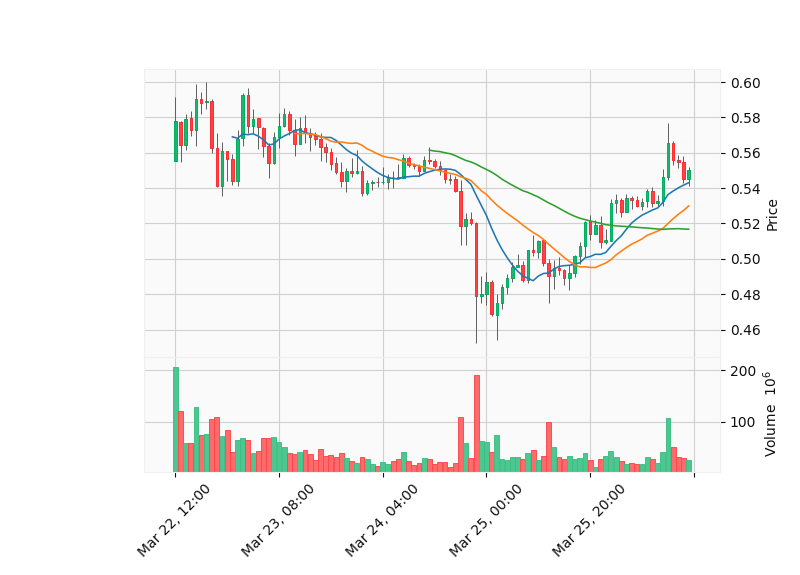 0.60
0.58
0.56
0.54
0.52
0.50
0.48
0.46
Price
200
100
Volume 10⁶
Mar 22, 12:00
Mar 23, 08:00
Mar 24, 04:00
Mar 25, 00:00
Mar 25, 20:00